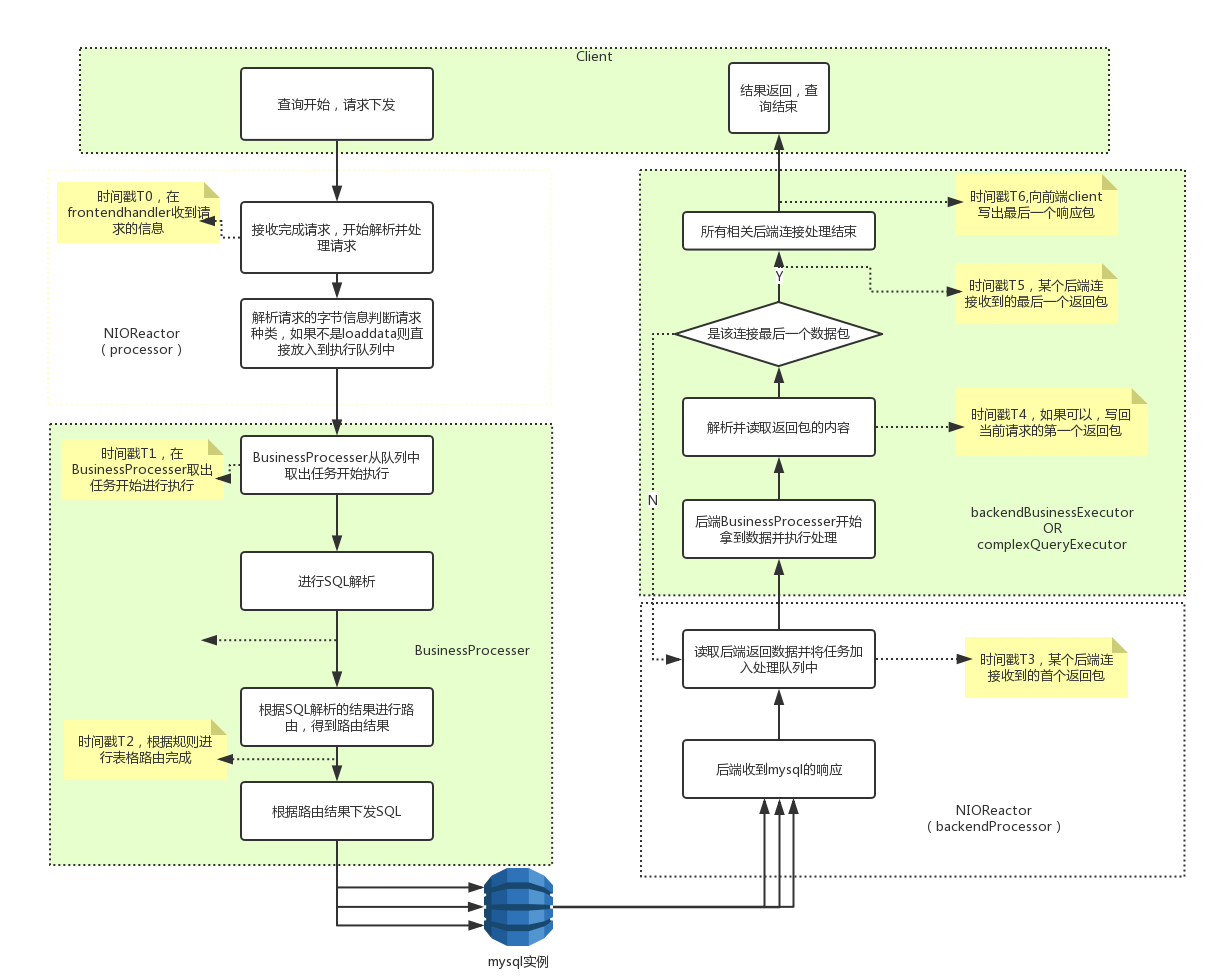 Client
查询开始，请求下发
结果返回，查
询结束
时间戳T0，在
frontendhandler收到请
求的信息
接收完成请求，开始解析并处
理请求
解析请求的字节信息判断请求
种类，如果不是loaddata则直
接放入到执行队列中
NIOReactor
（processor）
时间戳T1，在
BusinessProcesser取出
任务开始进行执行
BusinessProcesser从队列中
取出任务开始执行
进行SQL解析
BusinessProcesser
根据SQL解析的结果进行路
由，得到路由结果
时间戳T2，根据规则进
行表格路由完成
根据路由结果下发SQL
mysql实例
时间戳T6,向前端client
写出最后一个响应包
所有相关后端连接处理结束
Y
时间戳T5，某个后端连
接收到的最后一个返回包
是该连接最后一个数据包
解析并读取返回包的内容
时间戳T4，如果可以，写回
当前请求的第一个返回包
N
后端BusinessProcesser开始
拿到数据并执行处理
backendBusinessExecutor
OR
complexQueryExecutor
读取后端返回数据并将任务加
入处理队列中
时间戳T3，某个后端连
接收到的首个返回包
后端收到mysql的响应
NIOReactor
（backendProcessor）